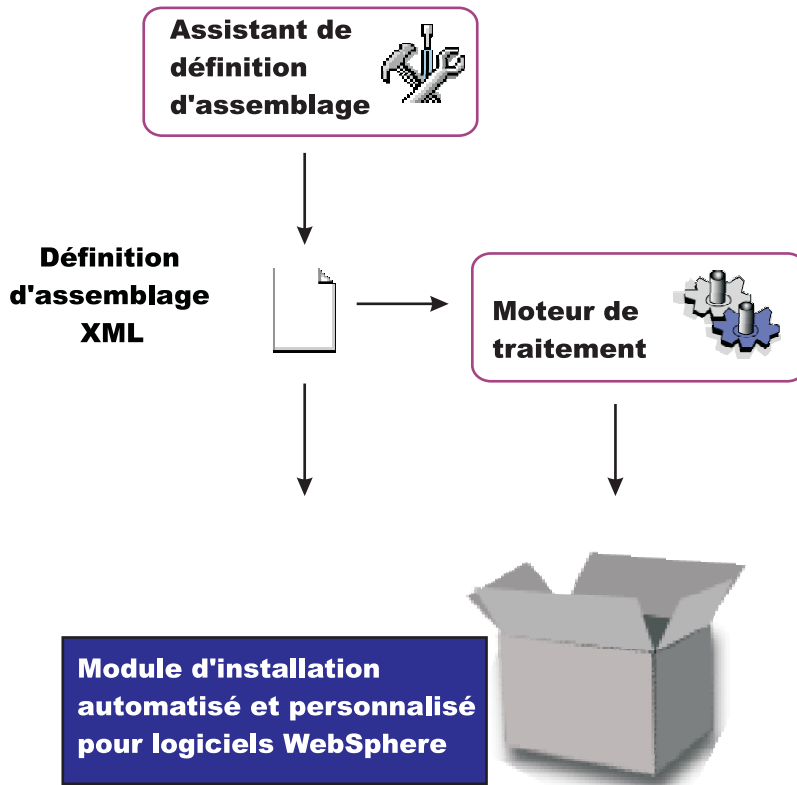 Assistant de
définition
d'assemblage
Définition
d'assemblage
XML
Moteur de
traitement
Module d'installation
automatisé et personnalisé
pour logiciels WebSphere